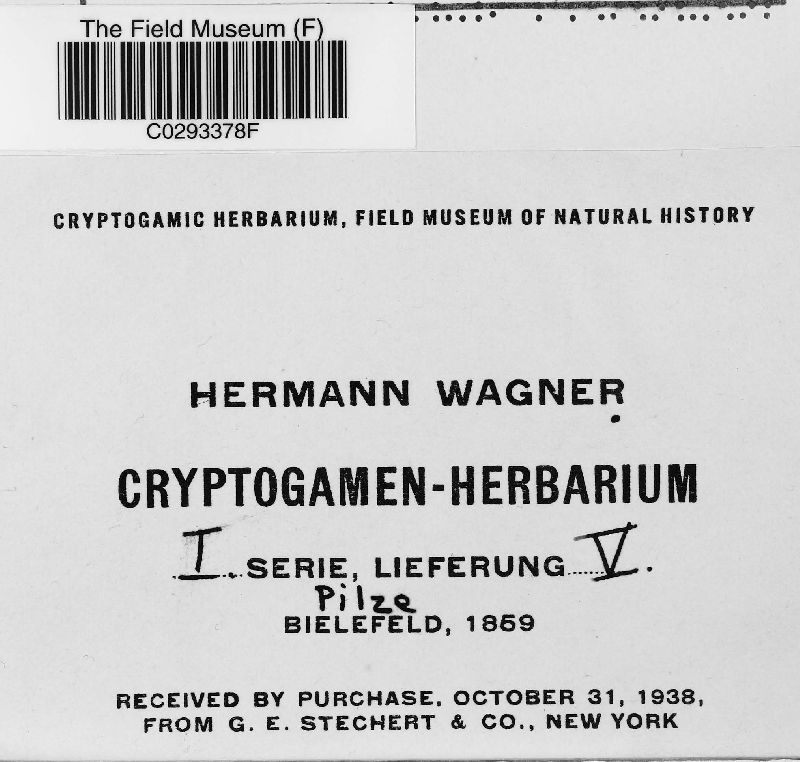 The Field Museum (F)
C0293378F
CRYPTOGAMIC HERBARIUM, FIELD MUSEUM OF NATURAL HISTORY
HERMANN WAGNER
CRYPTOGAMEN-HERBARIUM
I. SERIE, LIEFERUNG V.
Pilze
BIELEFELD, 1859
RECEIVED BY PURCHASE, OCTOBER 31, 1938,
FROM G. E. STECHERT & CO., NEW YORK